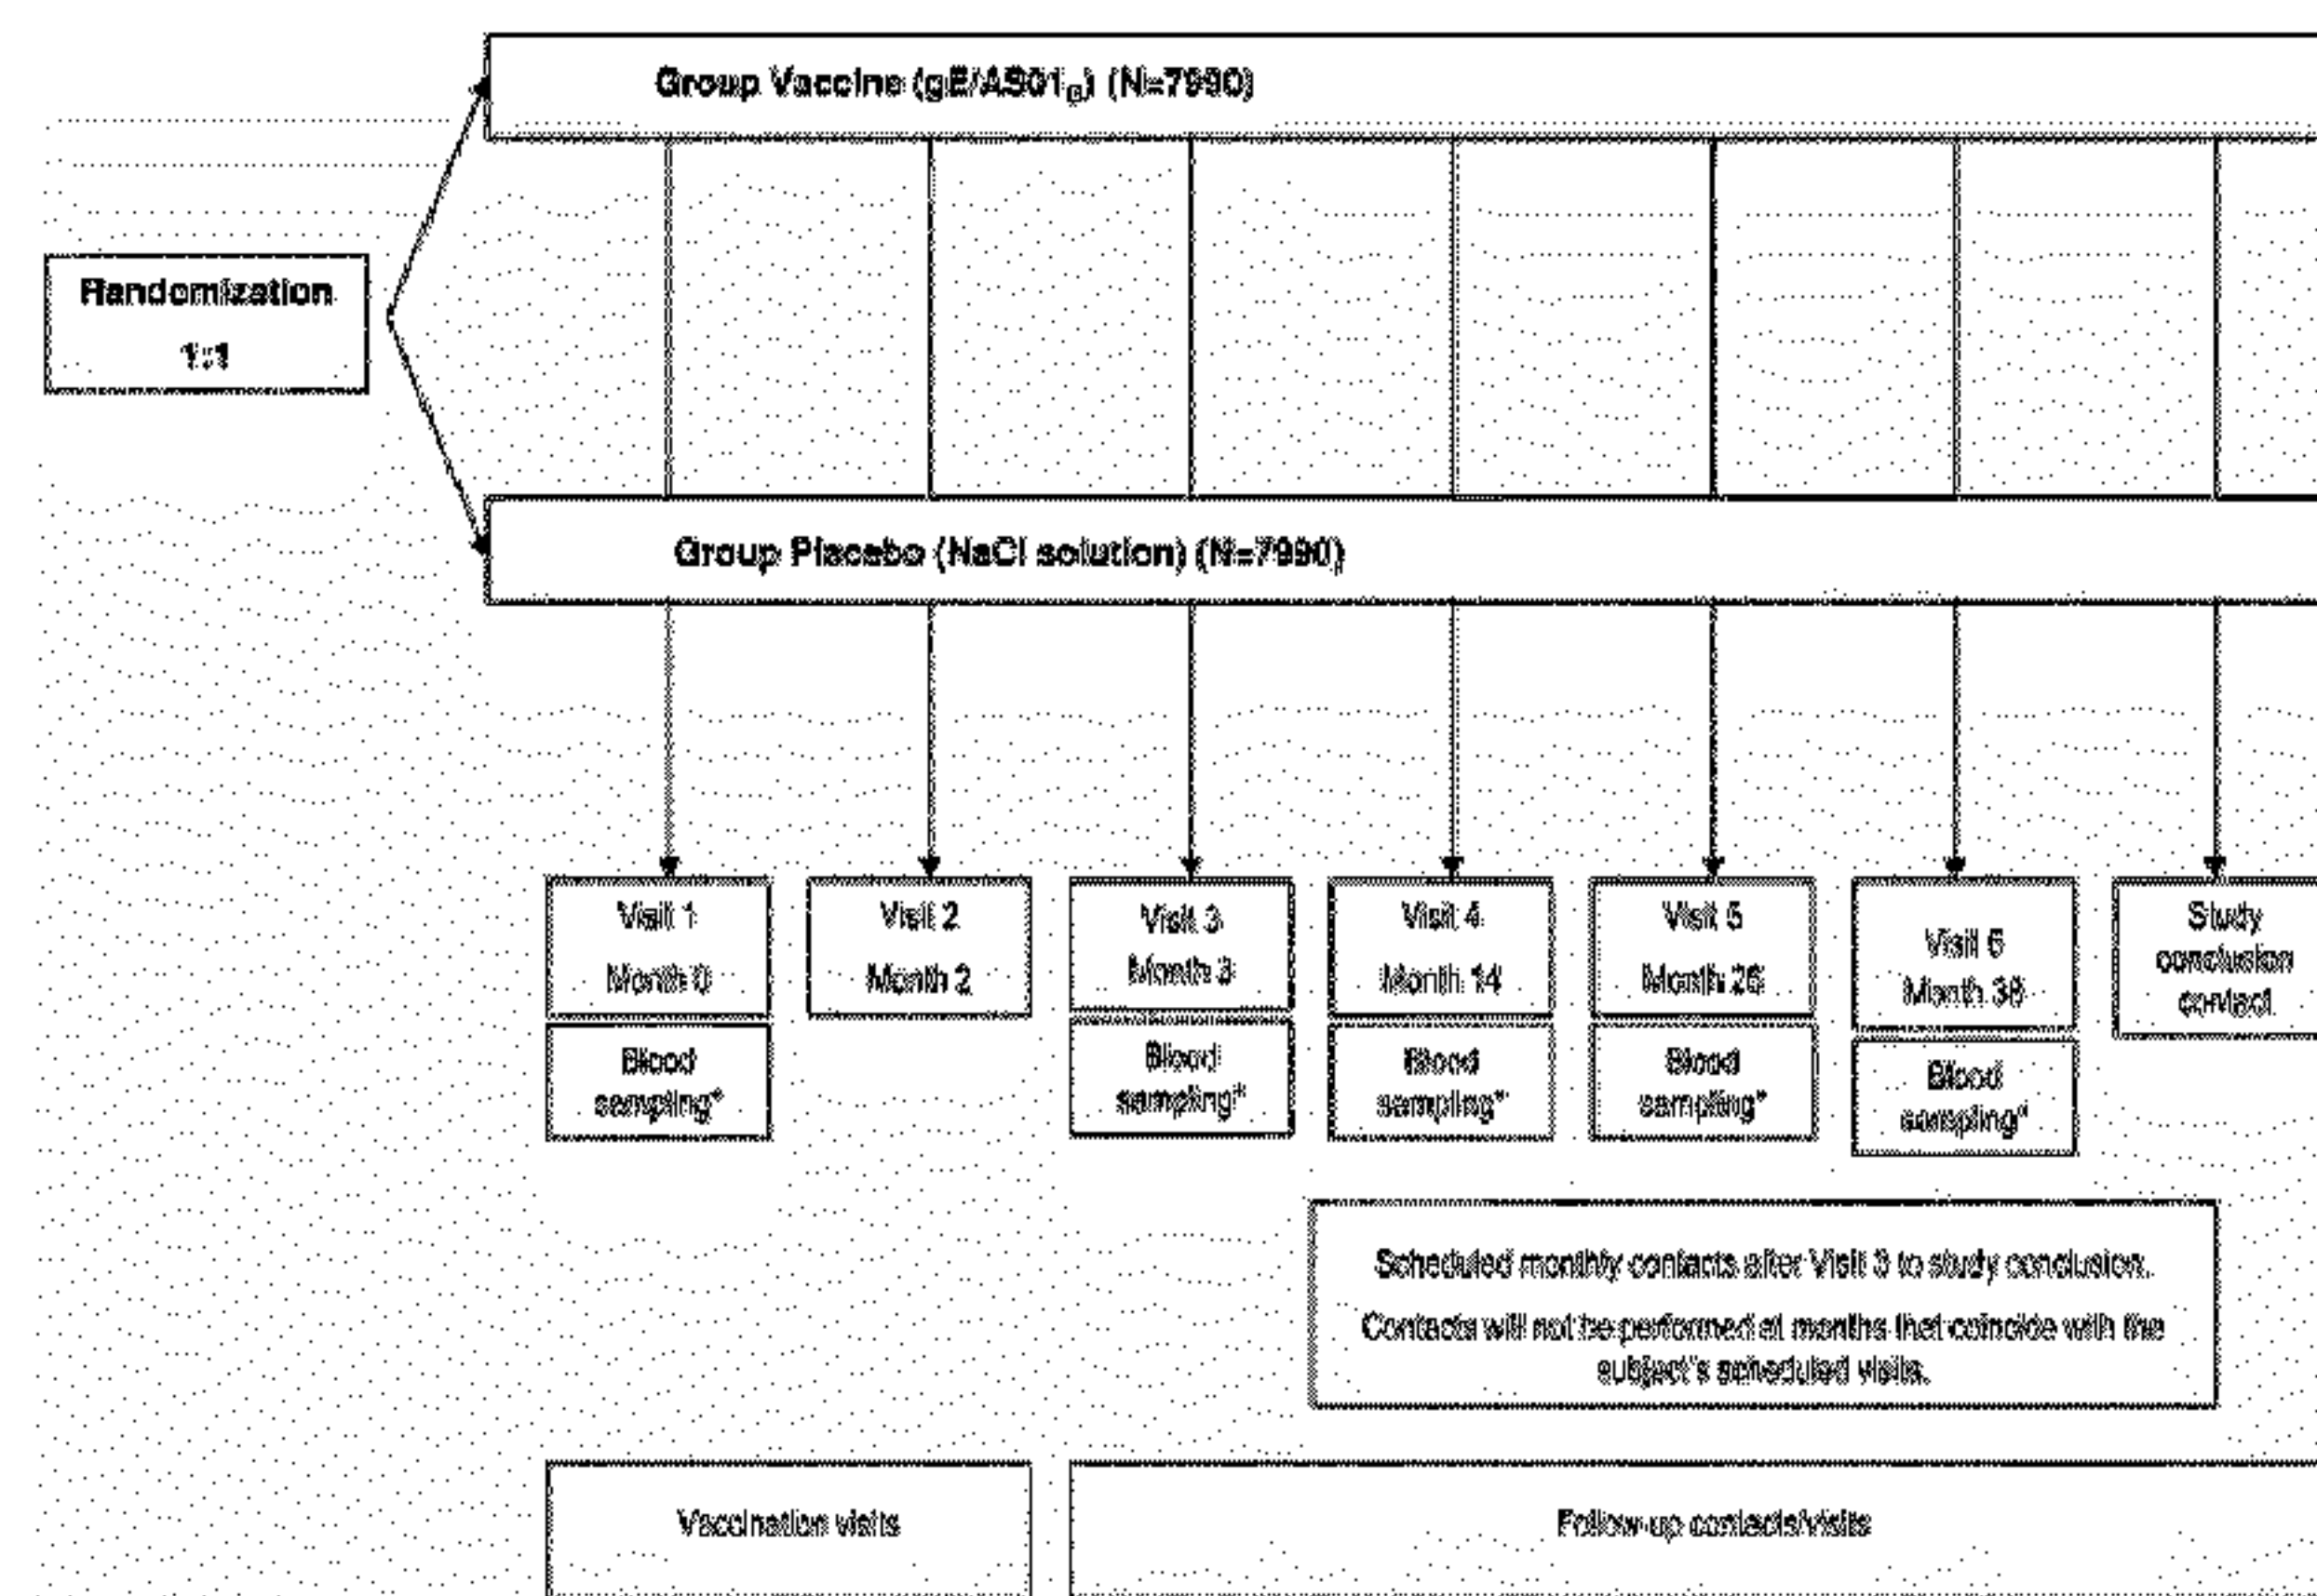 Group Vaccine (gE/AS01B) (N=7990)
Randomization
1:1
Group Placebo (NaCl solution) (N=7990)
Visit 1
Month 0
Blood
sampling*
Visit 2
Month 2
Visit 3
Month 3
Blood
sampling*
Visit 4
Month 14
Blood
sampling*
Visit 5
Month 26
Blood
sampling*
Visit 6
Month 38
Blood
sampling*
Study
conclusion
contact
Scheduled monthly contacts after Visit 3 to study conclusion.
Contacts will not be performed at months that coincide with the
subject's scheduled visits.
Vaccination visits
Follow-up contacts/visits